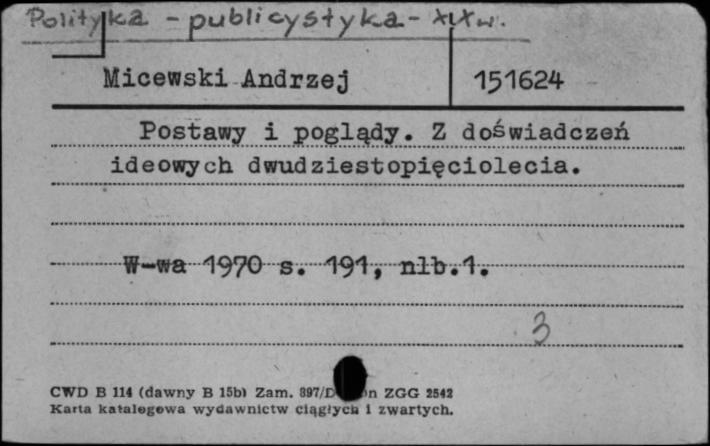 Polityka - publicystyka - XIXw.
Micewski Andrzej 151624
Postawy i poglądy. Z doświadczeń
ideowych dwudziestopięciolecia.
W-wa 1970 s. 191, nlb.1.
3
CWD B 114 (dawny B 15b) Zam. 897/D n ZGG 2542
Karta katalogowa wydawnictw ciągłych i zwartych.